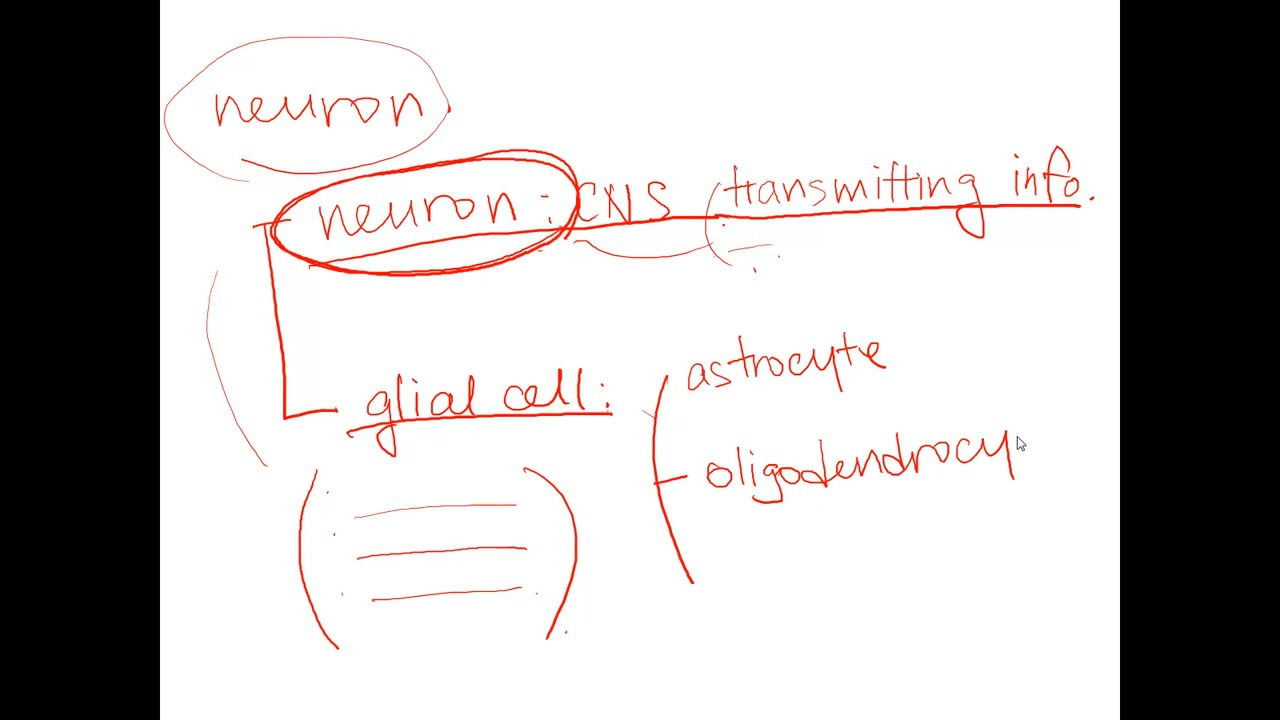 neuron.
neuron: CNS (transmitting info.
glial cell:
astrocyte
oligodendrocy